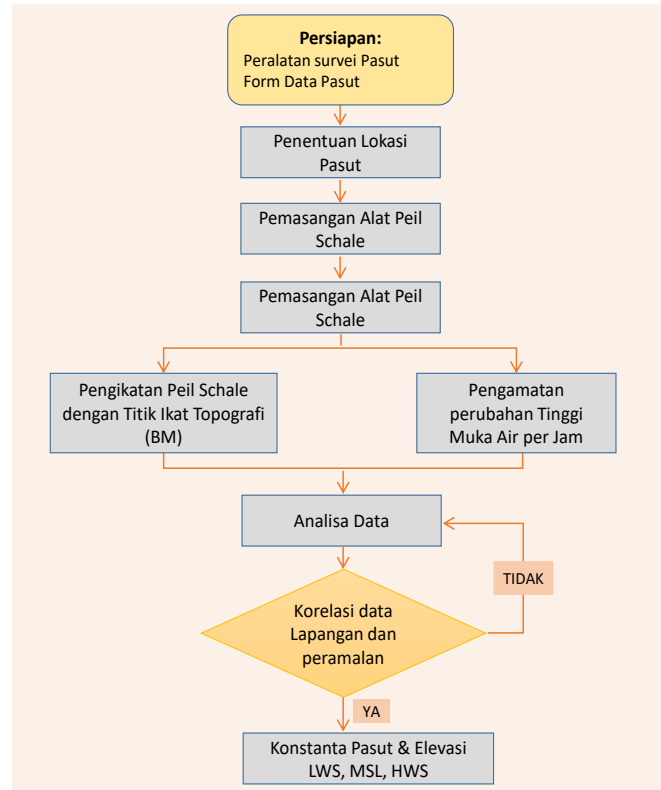 Persiapan:
Peralatan survei Pasut
Form Data Pasut
Penentuan Lokasi
Pasut
Pemasangan Alat Peil
Schale
Pemasangan Alat Peil
Schale
Pengikatan Peil Schale
dengan Titik Ikat Topografi
(BM)
Pengamatan
perubahan Tinggi
Muka Air per Jam
Analisa Data
TIDAK
Korelasi data
Lapangan dan
peramalan
YA
Konstanta Pasut & Elevasi
LWS, MSL, HWS